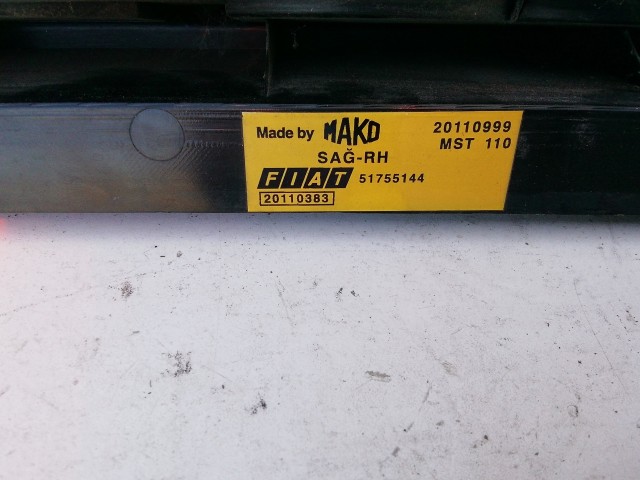 Made by MAKO 20110999
SAĞ-RH MST 110
FIAT 51755144
20110383